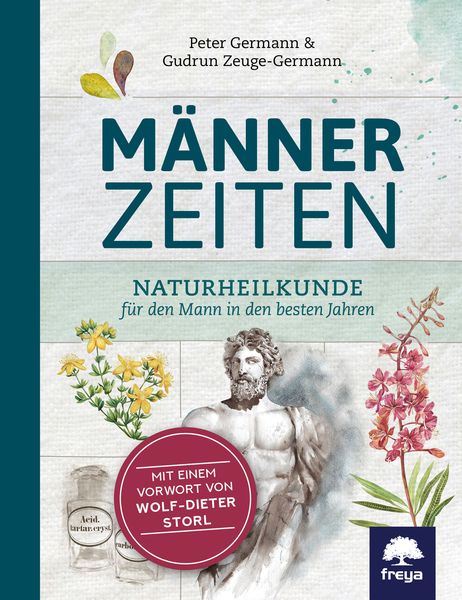 Peter Germann &
Gudrun Zeuge-Germann
MÄNNER
ZEITEN
NATURHEILKUNDE
für den Mann in den besten Jahren
MIT EINEM
VORWORT VON
WOLF-DIETER
STORL
Acid.
tartar.cryst.
freya